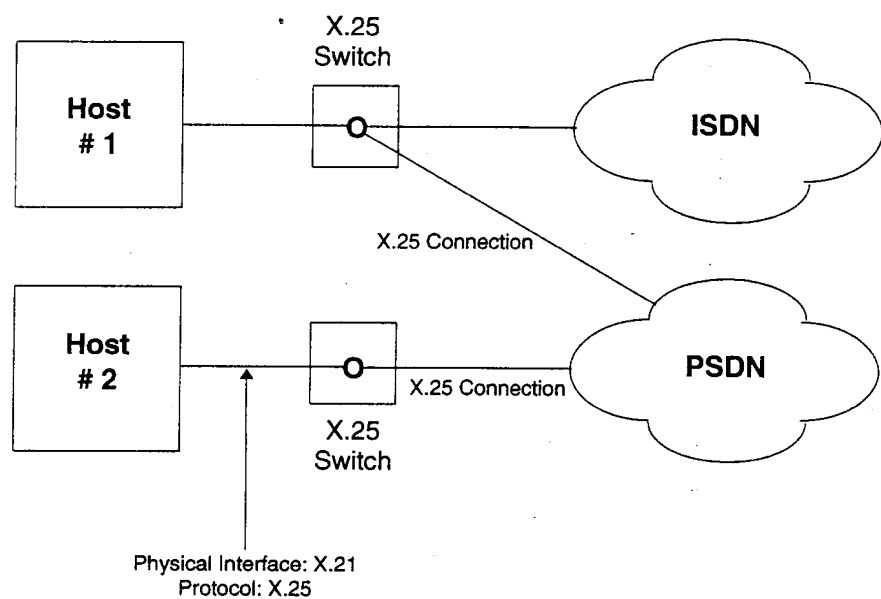 X.25
Switch
Host
# 1
ISDN
X.25 Connection
Host
# 2
PSDN
X.25 Connection
X.25
Switch
Physical Interface: X.21
Protocol: X.25